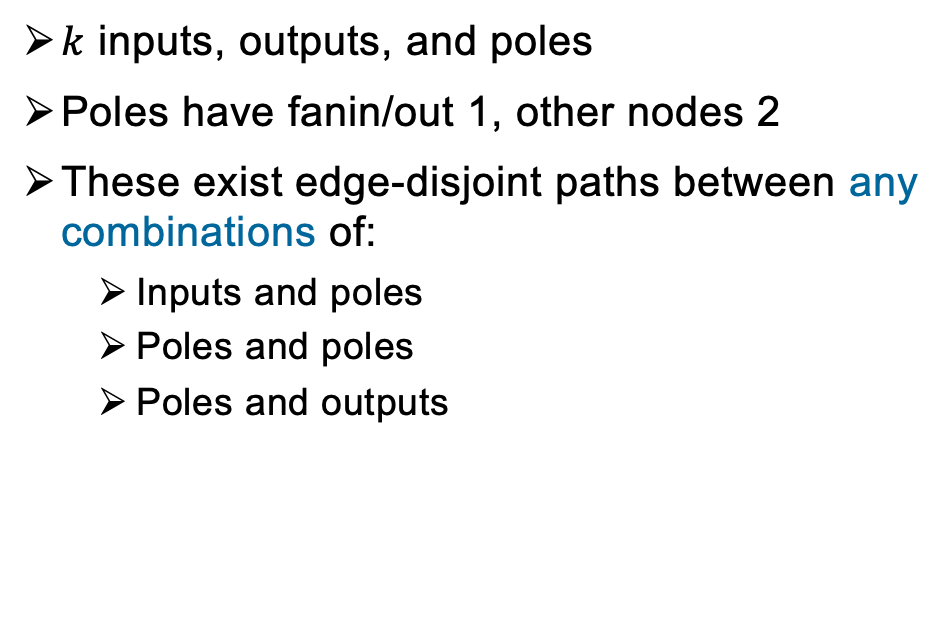 ➢ k inputs, outputs, and poles
➢ Poles have fanin/out 1, other nodes 2
➢ These exist edge-disjoint paths between any
combinations of:
➢ Inputs and poles
➢ Poles and poles
➢ Poles and outputs